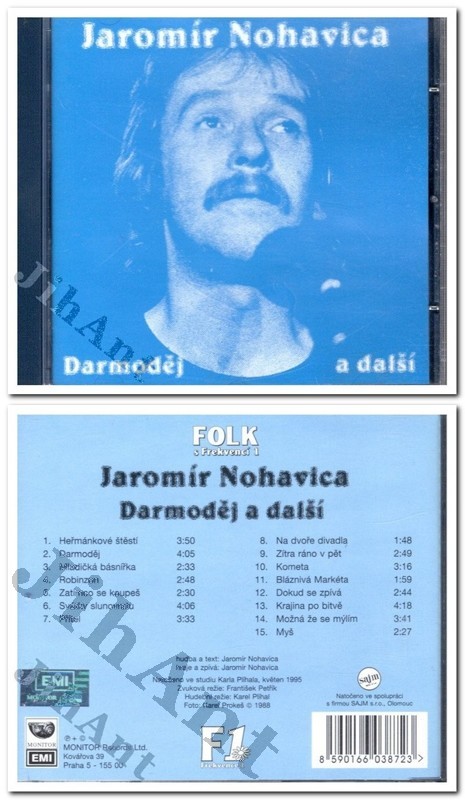 Jaromír Nohavica
Darmoděj a další
JihAnt
FOLK
s Frekvencí 1
Jaromír Nohavica
Darmoděj a další
1. Heřmánkové štěstí 3:50
2. Darmoděj 4:05
3. Mladičká básnířka 2:33
4. Robinzon 2:48
5. Zatímco se koupeš 2:30
6. Svátky slunovratu 4:06
7. Přítel 3:33
8. Na dvoře divadla 1:48
9. Zítra ráno v pět 2:49
10. Kometa 3:16
11. Bláznivá Markéta 1:59
12. Dokud se zpívá 2:44
13. Krajina po bitvě 4:18
14. Možná že se mýlím 3:41
15. Myš 2:27
JihAnt
hudba a text: Jaromír Nohavica
hraje a zpívá: Jaromír Nohavica
Natočeno ve studiu Karla Plíhala, květen 1995
Zvuková režie: František Petřík
Hudební režie: Karel Plíhal
Foto: Pavel Prokeš © 1988
sajm
Natočeno ve spolupráci
s firmou SAJM s.r.o., Olomouc
EMI
JihAnt
MONITOR
EMI
MONITOR Records Ltd.
Kovářova 39
Praha 5 - 155 00
F1
Frekvence 1
8 590166 038723